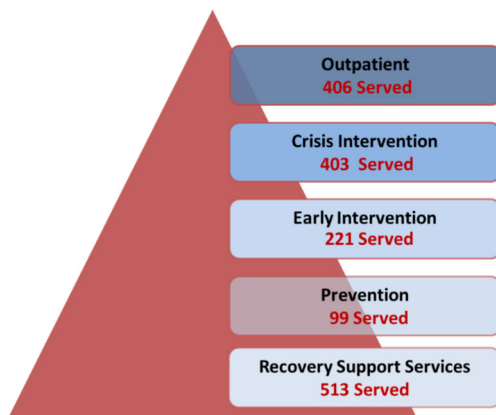 Outpatient
406 Served
Crisis Intervention
403 Served
Early Intervention
221 Served
Prevention
99 Served
Recovery Support Services
513 Served